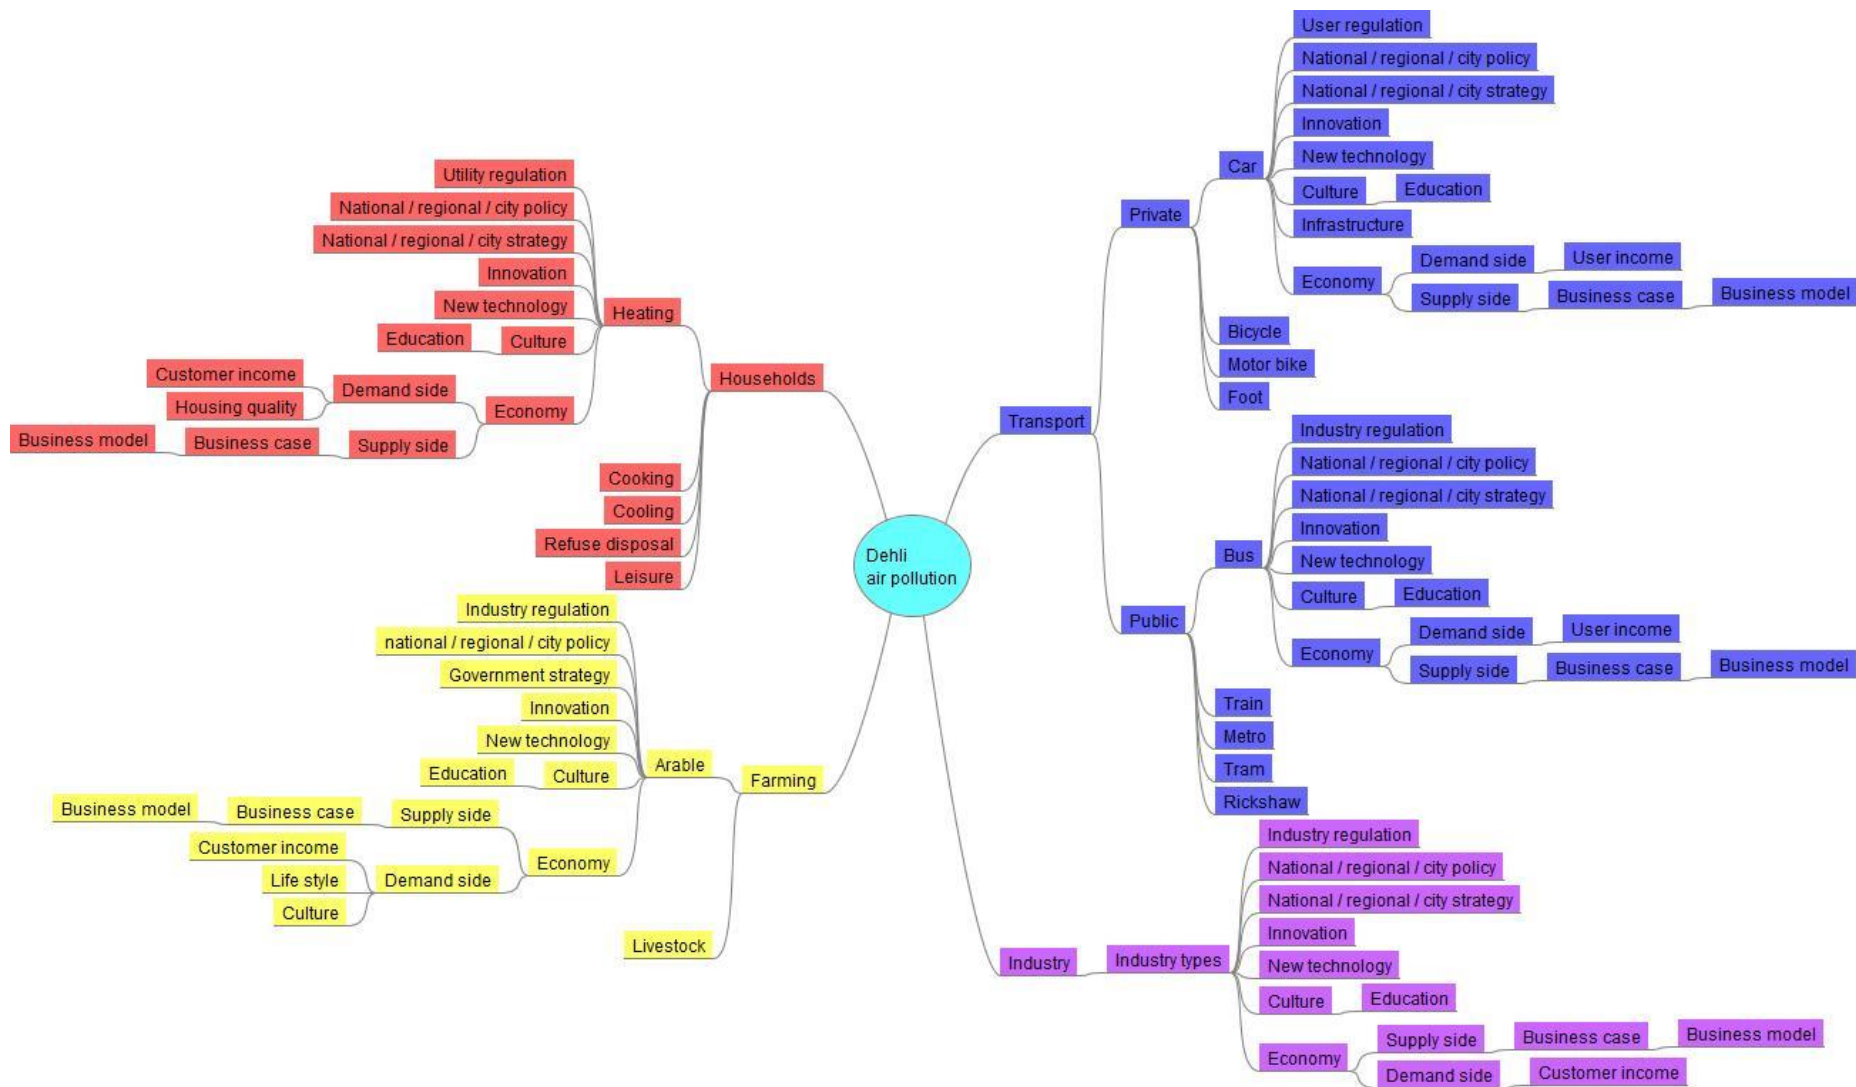 Dehli
air pollution
Households
Heating
Utility regulation
National / regional / city policy
National / regional / city strategy
Innovation
New technology
Culture
Education
Economy
Demand side
Customer income
Housing quality
Supply side
Business case
Business model
Cooking
Cooling
Refuse disposal
Leisure
Farming
Arable
Industry regulation
national / regional / city policy
Government strategy
Innovation
New technology
Culture
Education
Economy
Supply side
Business case
Business model
Demand side
Customer income
Life style
Culture
Livestock
Transport
Private
Car
User regulation
National / regional / city policy
National / regional / city strategy
Innovation
New technology
Culture
Education
Infrastructure
Economy
Demand side
User income
Supply side
Business case
Business model
Bicycle
Motor bike
Foot
Public
Bus
Industry regulation
National / regional / city policy
National / regional / city strategy
Innovation
New technology
Culture
Education
Economy
Demand side
User income
Supply side
Business case
Business model
Train
Metro
Tram
Rickshaw
Industry
Industry types
Industry regulation
National / regional / city policy
National / regional / city strategy
Innovation
New technology
Culture
Education
Economy
Supply side
Business case
Business model
Demand side
Customer income